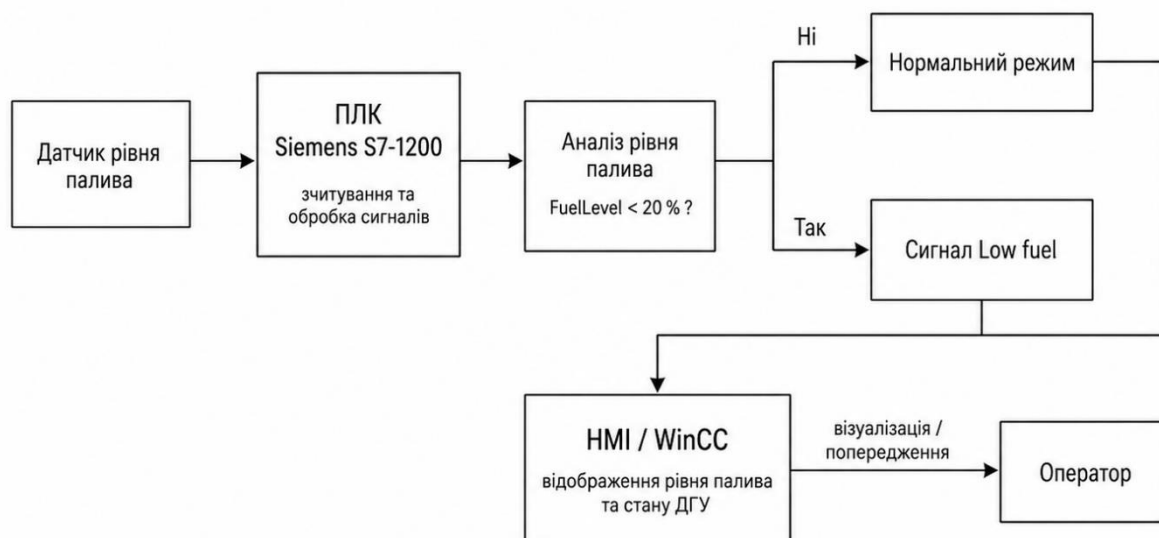 Датчик рівня
палива
ПЛК
Siemens S7-1200
зчитування та
обробка сигналів
Аналіз рівня
палива
FuelLevel < 20 % ?
Ні
Нормальний режим
Так
Сигнал Low fuel
HMI / WinCC
відображення рівня палива
та стану ДГУ
візуалізація /
попередження
Оператор